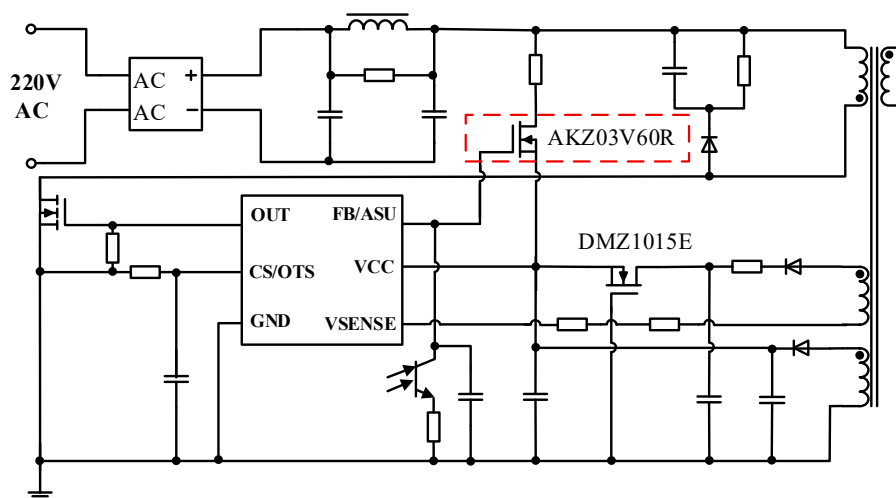 220V
AC
AC +
AC −
AKZ03V60R
OUT
FB/ASU
DMZ1015E
CS/OTS
VCC
GND
VSENSE